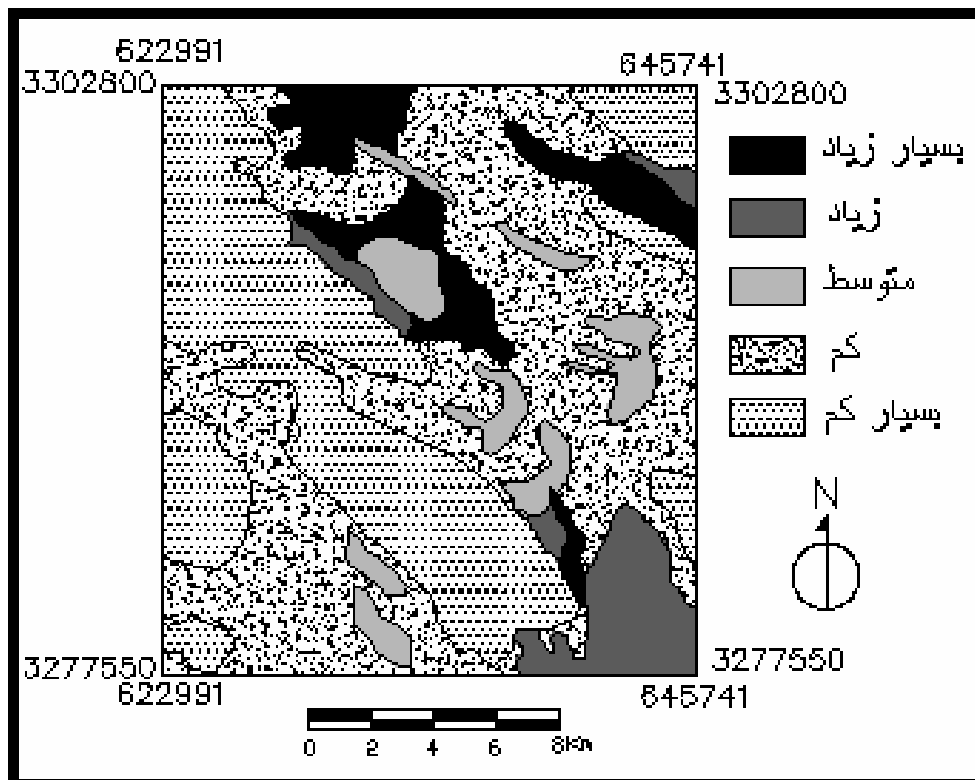 622991 645741
3302800 3302800
بسیار زیاد
زیاد
متوسط
کم
بسیار کم
N
3277550 3277550
622991 645741
0 2 4 6 8Km